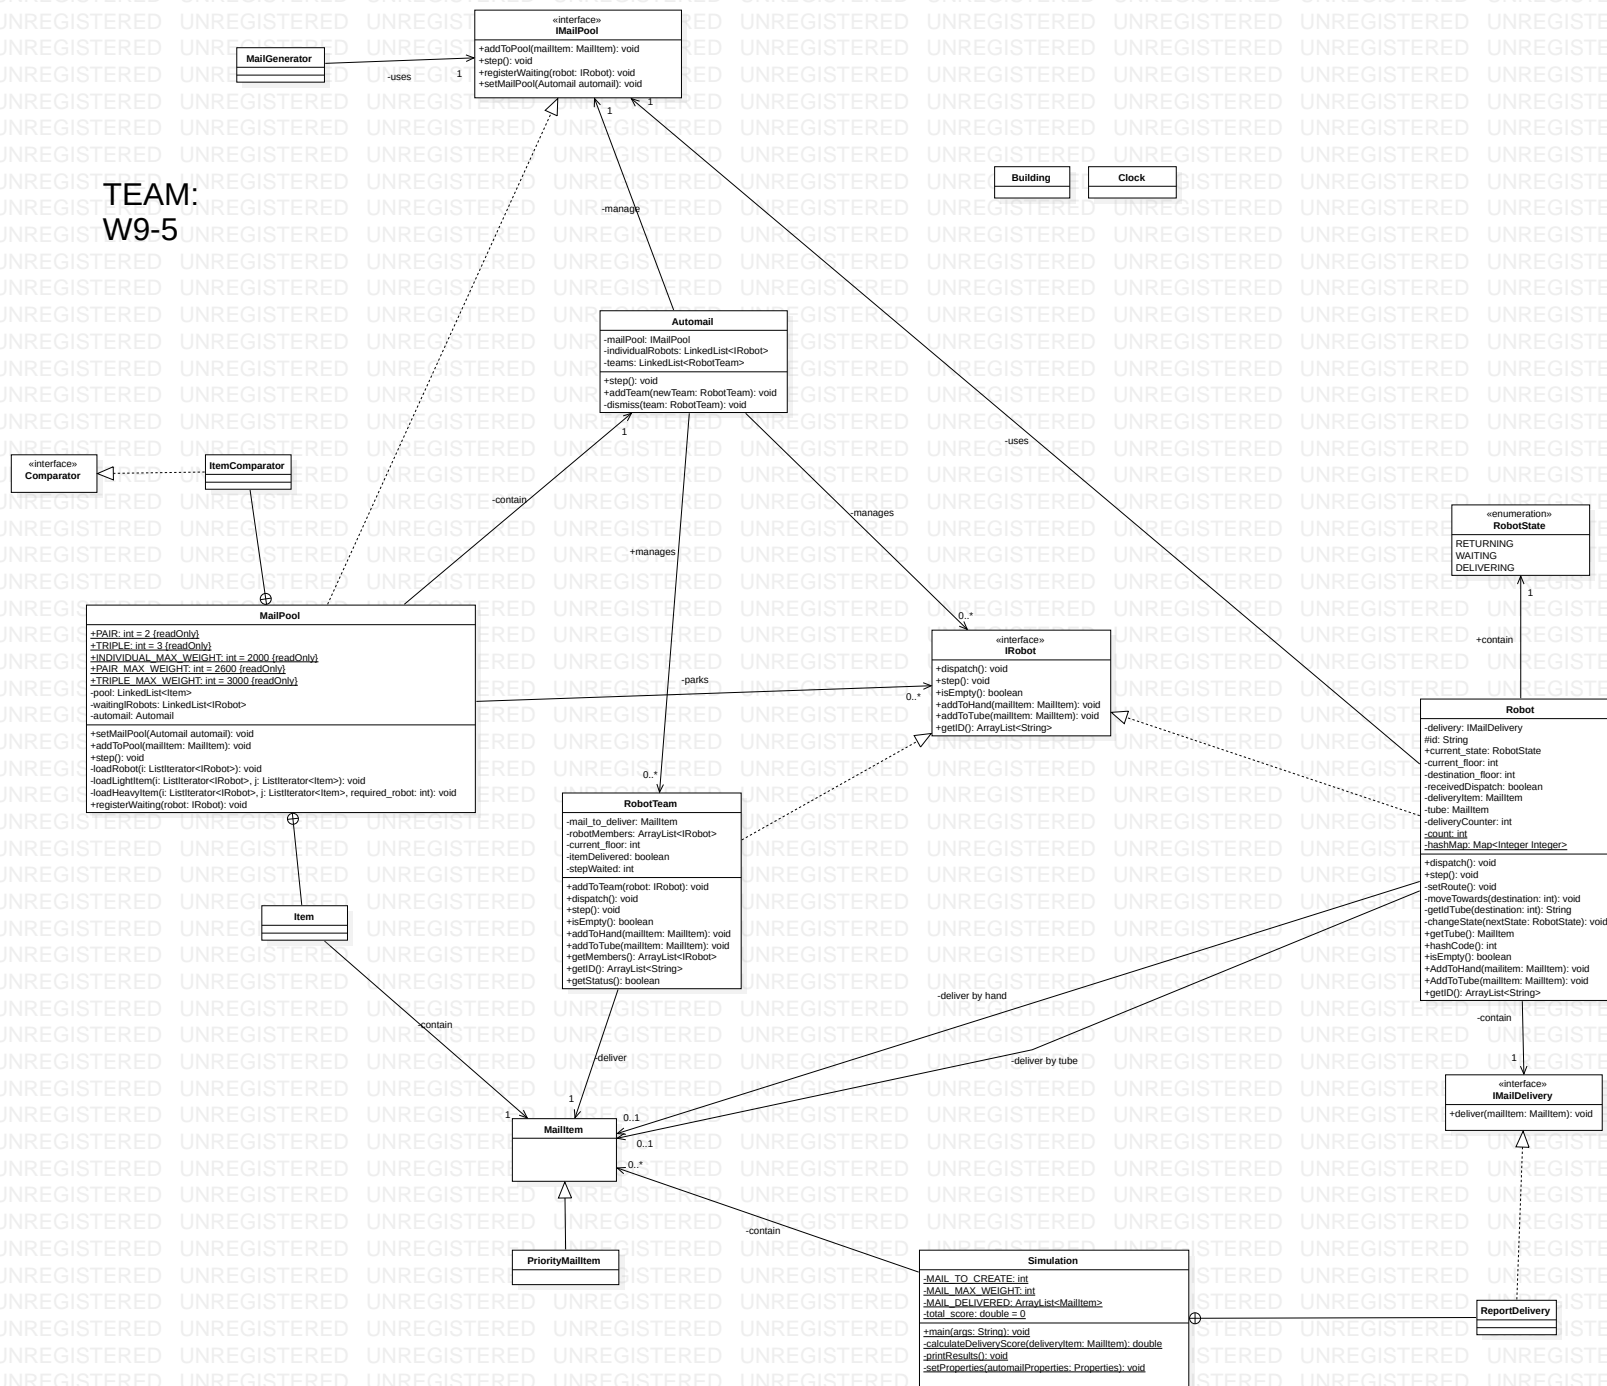 «interface»
IMailPool
+addToPool(mailItem: MailItem): void
+step(): void
+registerWaiting(robot: IRobot): void
+setMailPool(Automail automail): void
MailGenerator
-uses
1
1
1
TEAM:
W9-5
Building
Clock
-manage
Automail
-mailPool: IMailPool
-individualRobots: LinkedList<IRobot>
-teams: LinkedList<RobotTeam>
+step(): void
+addTeam(newTeam: RobotTeam): void
-dismiss(team: RobotTeam): void
1
-uses
«interface»
Comparator
ItemComparator
-contain
-manages
+manages
«enumeration»
RobotState
RETURNING
WAITING
DELIVERING
1
+contain
MailPool
+PAIR: int = 2 {readOnly}
+TRIPLE: int = 3 {readOnly}
+INDIVIDUAL_MAX_WEIGHT: int = 2000 {readOnly}
+PAIR_MAX_WEIGHT: int = 2600 {readOnly}
+TRIPLE_MAX_WEIGHT: int = 3000 {readOnly}
-pool: LinkedList<Item>
-waitingIRobots: LinkedList<IRobot>
-automail: Automail
+setMailPool(Automail automail): void
+addToPool(mailItem: MailItem): void
+step(): void
-loadRobot(i: ListIterator<IRobot>): void
-loadLightItem(i: ListIterator<IRobot>, j: ListIterator<Item>): void
-loadHeavyItem(i: ListIterator<IRobot>, j: ListIterator<Item>, required_robot: int): void
+registerWaiting(robot: IRobot): void
-parks
0..*
0..*
«interface»
IRobot
+dispatch(): void
+step(): void
+isEmpty(): boolean
+addToHand(mailItem: MailItem): void
+addToTube(mailItem: MailItem): void
+getID(): ArrayList<String>
0..*
RobotTeam
-mail_to_deliver: MailItem
-robotMembers: ArrayList<IRobot>
-current_floor: int
-itemDelivered: boolean
-stepWaited: int
+addToTeam(robot: IRobot): void
+dispatch(): void
+step(): void
+isEmpty(): boolean
+addToHand(mailItem: MailItem): void
+addToTube(mailItem: MailItem): void
+getMembers(): ArrayList<IRobot>
+getID(): ArrayList<String>
+getStatus(): boolean
Robot
-delivery: IMailDelivery
#id: String
+current_state: RobotState
-current_floor: int
-destination_floor: int
-receivedDispatch: boolean
-deliveryItem: MailItem
-tube: MailItem
-deliveryCounter: int
-count: int
-hashMap: Map<Integer Integer>
+dispatch(): void
+step(): void
-setRoute(): void
-moveTowards(destination: int): void
-getIdTube(destination: int): String
-changeState(nextState: RobotState): void
+getTube(): MailItem
+hashCode(): int
+isEmpty(): boolean
+AddToHand(mailitem: MailItem): void
+AddToTube(mailItem: MailItem): void
+getID(): ArrayList<String>
Item
-contain
-deliver
-deliver by hand
-deliver by tube
-contain
1
«interface»
IMailDelivery
+deliver(mailItem: MailItem): void
1
1
0..1
0..1
0..*
MailItem
PriorityMailItem
-contain
Simulation
-MAIL_TO_CREATE: int
-MAIL_MAX_WEIGHT: int
-MAIL_DELIVERED: ArrayList<MailItem>
-total_score: double = 0
+main(args: String): void
-calculateDeliveryScore(deliveryItem: MailItem): double
-printResults(): void
-setProperties(automailProperties: Properties): void
ReportDelivery